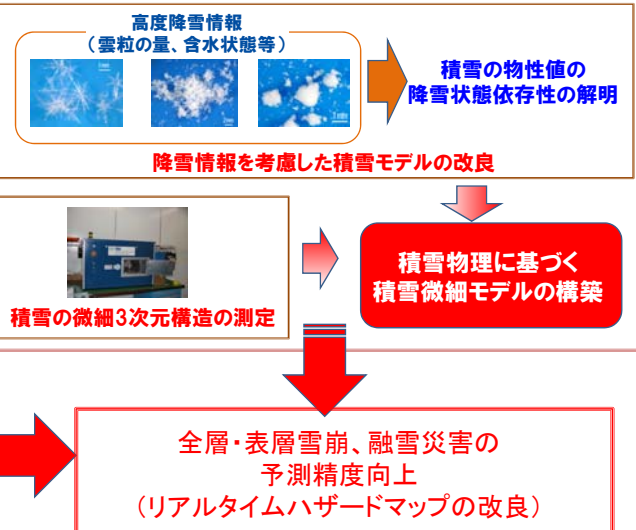 高度降雪情報
（雲粒の量、含水状態等）
積雪の物性値の
降雪状態依存性の解明
降雪情報を考慮した積雪モデルの改良
積雪の微細3次元構造の測定
積雪物理に基づく
積雪微細モデルの構築
全層・表層雪崩、融雪災害の
予測精度向上
（リアルタイムハザードマップの改良）